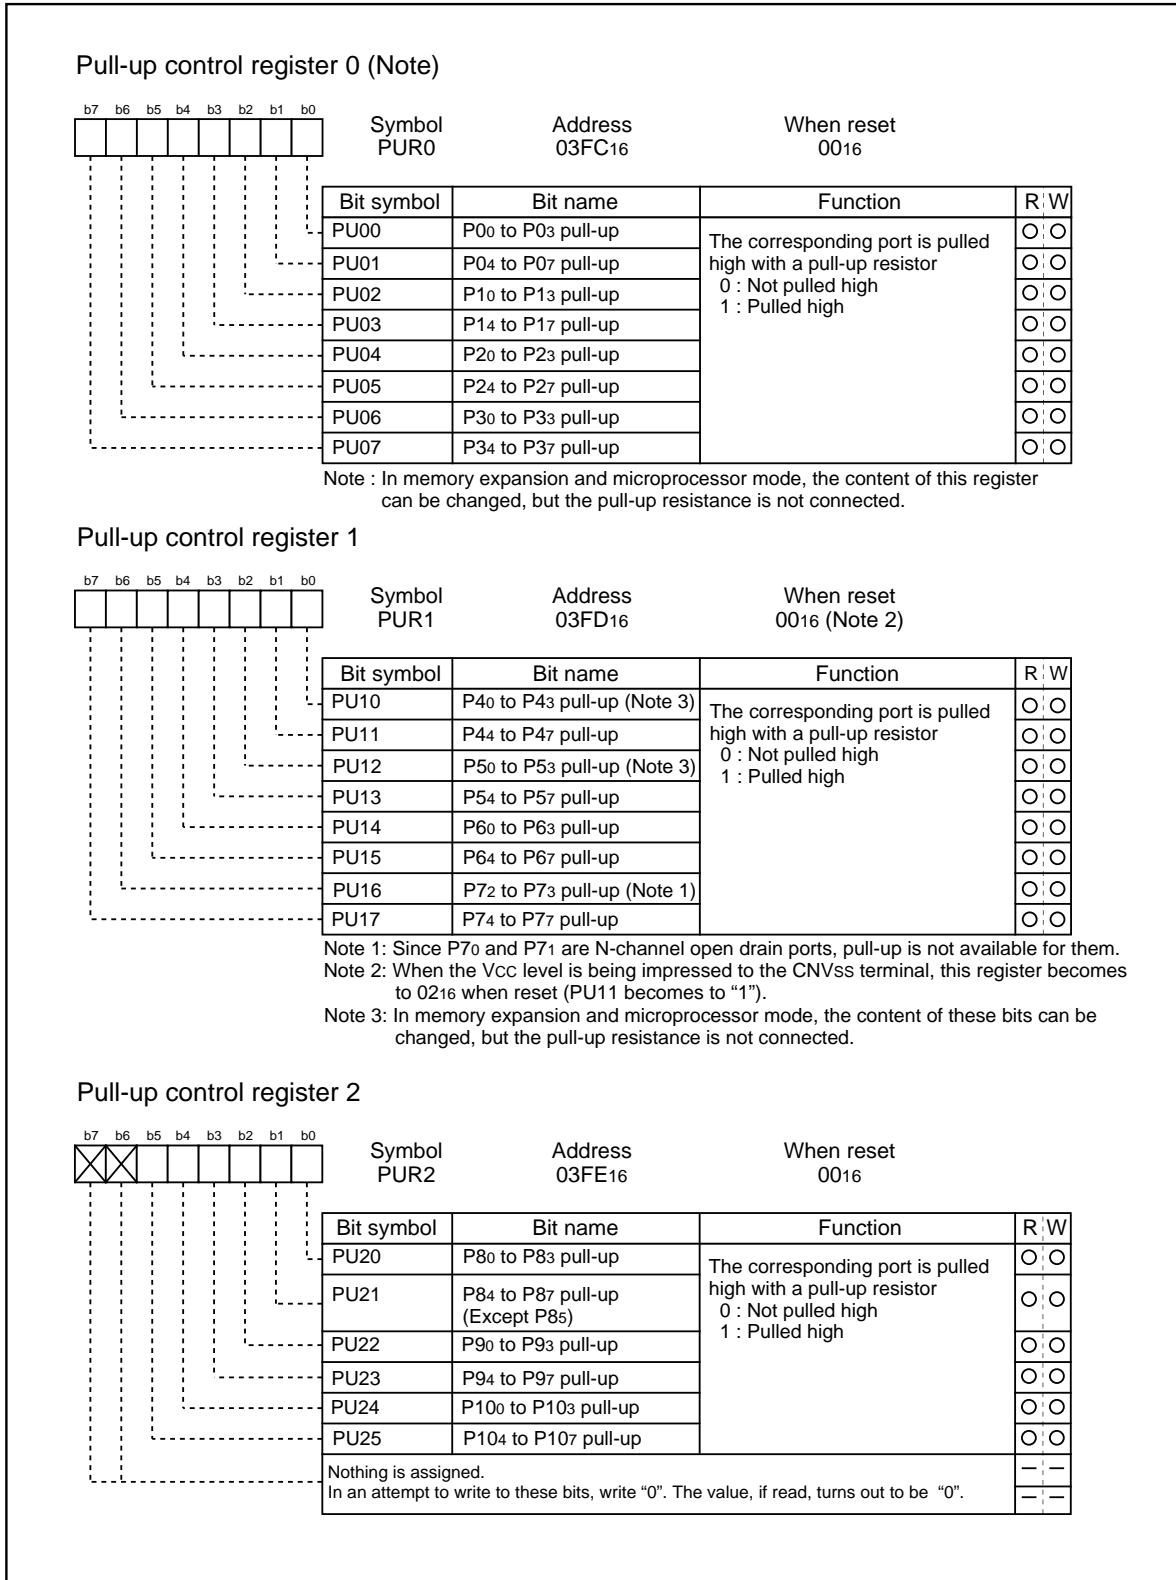 Pull-up control register 0 (Note)
b7 b6 b5 b4 b3 b2 b1 b0
Symbol Address When reset
PUR0 03FC16 0016
Bit symbol Bit name Function R W
PU00 P00 to P03 pull-up
The corresponding port is pulled
high with a pull-up resistor
0 : Not pulled high
1 : Pulled high
PU01 P04 to P07 pull-up
PU02 P10 to P13 pull-up
PU03 P14 to P17 pull-up
PU04 P20 to P23 pull-up
PU05 P24 to P27 pull-up
PU06 P30 to P33 pull-up
PU07 P34 to P37 pull-up
Note : In memory expansion and microprocessor mode, the content of this register
can be changed, but the pull-up resistance is not connected.
Pull-up control register 1
b7 b6 b5 b4 b3 b2 b1 b0
Symbol Address When reset
PUR1 03FD16 0016 (Note 2)
Bit symbol Bit name Function R W
PU10 P40 to P43 pull-up (Note 3)
The corresponding port is pulled
high with a pull-up resistor
0 : Not pulled high
1 : Pulled high
PU11 P44 to P47 pull-up
PU12 P50 to P53 pull-up (Note 3)
PU13 P54 to P57 pull-up
PU14 P60 to P63 pull-up
PU15 P64 to P67 pull-up
PU16 P72 to P73 pull-up (Note 1)
PU17 P74 to P77 pull-up
Note 1: Since P70 and P71 are N-channel open drain ports, pull-up is not available for them.
Note 2: When the VCC level is being impressed to the CNVSS terminal, this register becomes
to 0216 when reset (PU11 becomes to “1”).
Note 3: In memory expansion and microprocessor mode, the content of these bits can be
changed, but the pull-up resistance is not connected.
Pull-up control register 2
b7 b6 b5 b4 b3 b2 b1 b0
Symbol Address When reset
PUR2 03FE16 0016
Bit symbol Bit name Function R W
PU20 P80 to P83 pull-up
The corresponding port is pulled
high with a pull-up resistor
0 : Not pulled high
1 : Pulled high
PU21 P84 to P87 pull-up
(Except P85)
PU22 P90 to P93 pull-up
PU23 P94 to P97 pull-up
PU24 P100 to P103 pull-up
PU25 P104 to P107 pull-up
Nothing is assigned.
In an attempt to write to these bits, write “0”. The value, if read, turns out to be “0”.